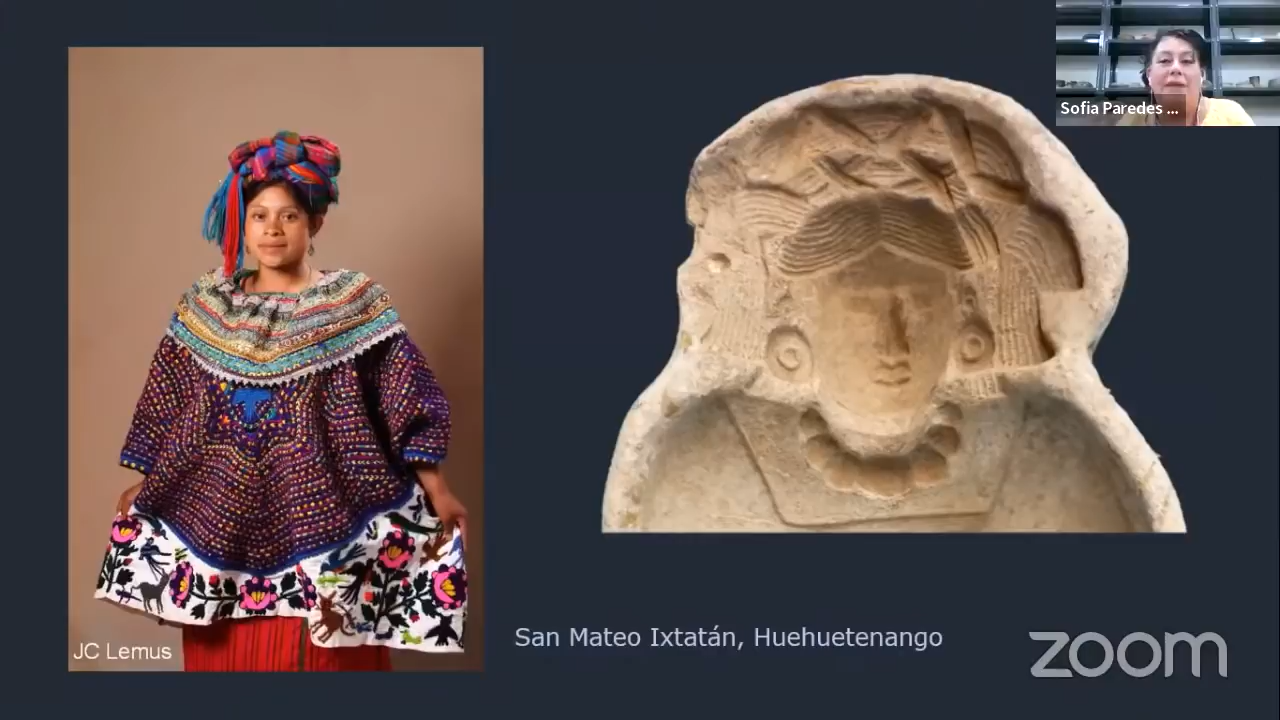 Sofia Paredes ...
JC Lemus
San Mateo Ixtatán, Huehuetenango
zoom